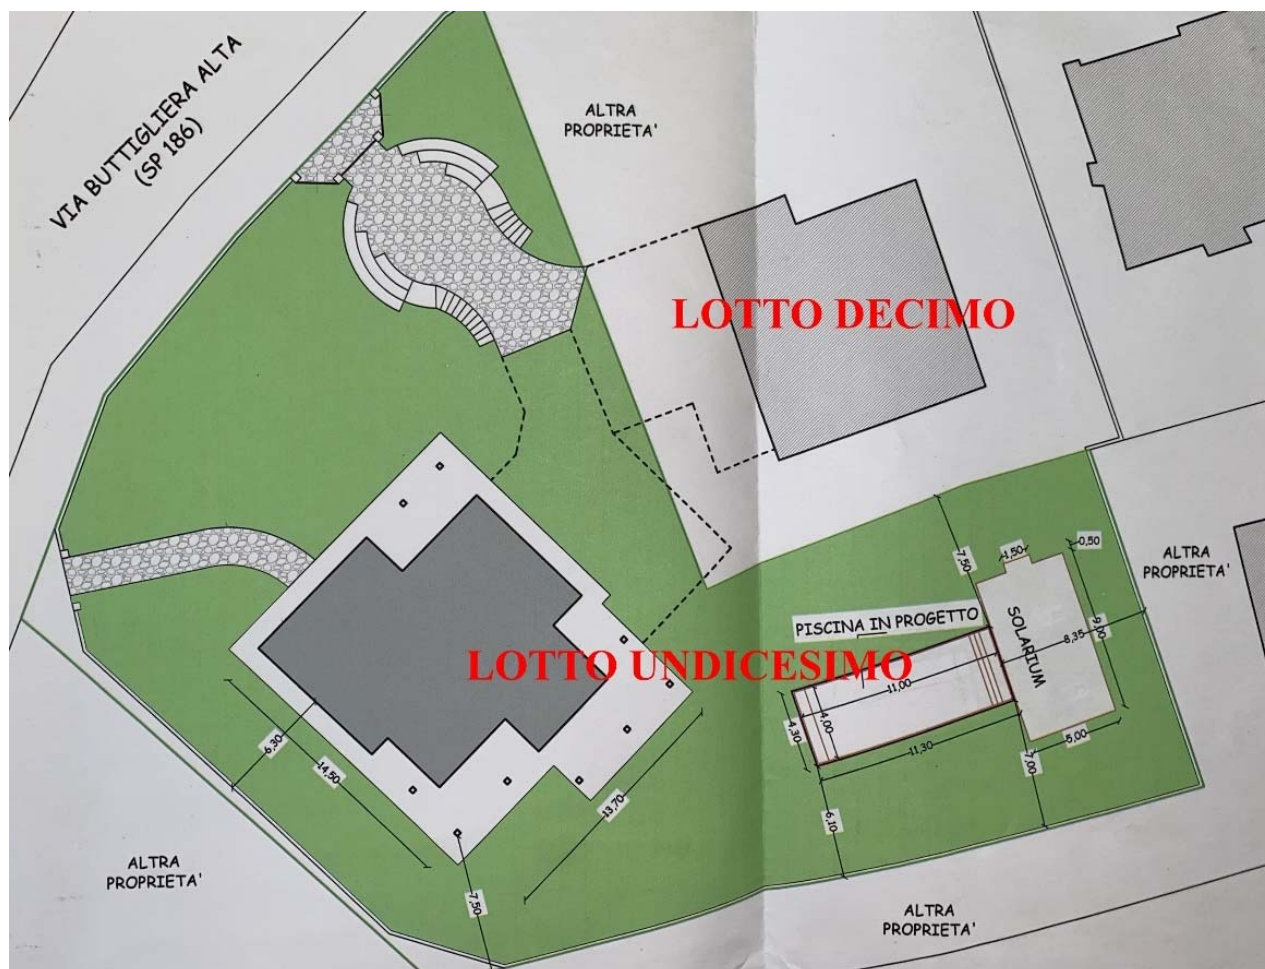 VIA BUTTIGLIERA ALTA
(SP 186)
ALTRA
PROPRIETA'
LOTTO DECIMO
ALTRA
PROPRIETA'
7,50
1,50
0,50
PISCINA IN PROGETTO
SOLARIUM
9,00
8,35
LOTTO UNDICESIMO
11,00
4,30
4,00
11,30
5,00
7,00
6,10
6,30
14,50
13,70
7,50
ALTRA
PROPRIETA'
ALTRA
PROPRIETA'